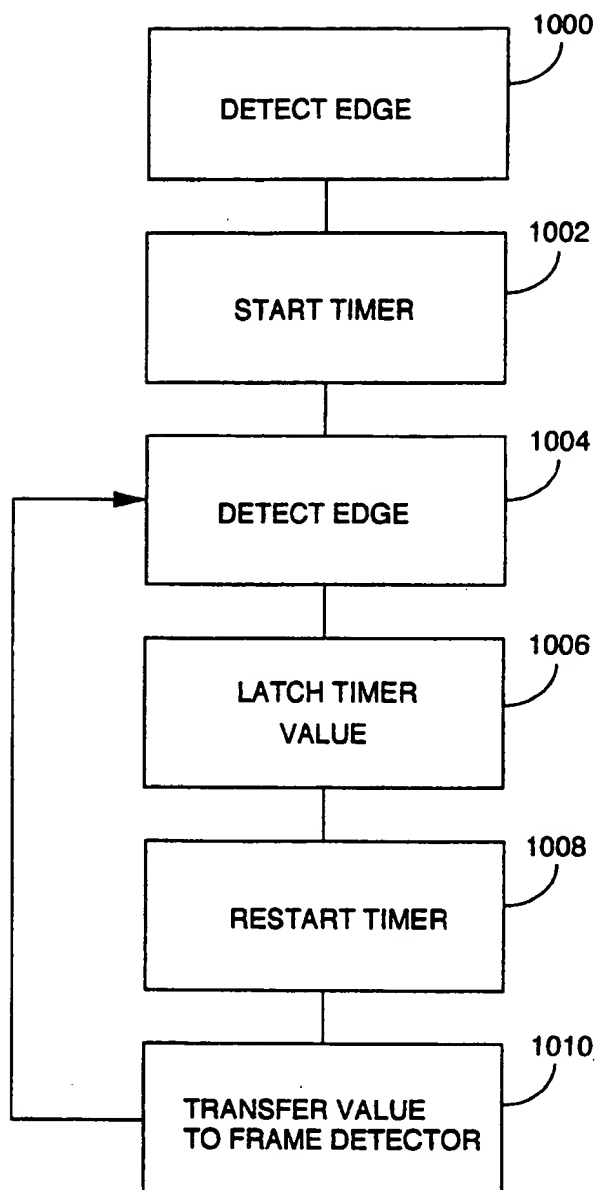 1000
DETECT EDGE
1002
START TIMER
1004
DETECT EDGE
1006
LATCH TIMER
VALUE
1008
RESTART TIMER
1010
TRANSFER VALUE
TO FRAME DETECTOR